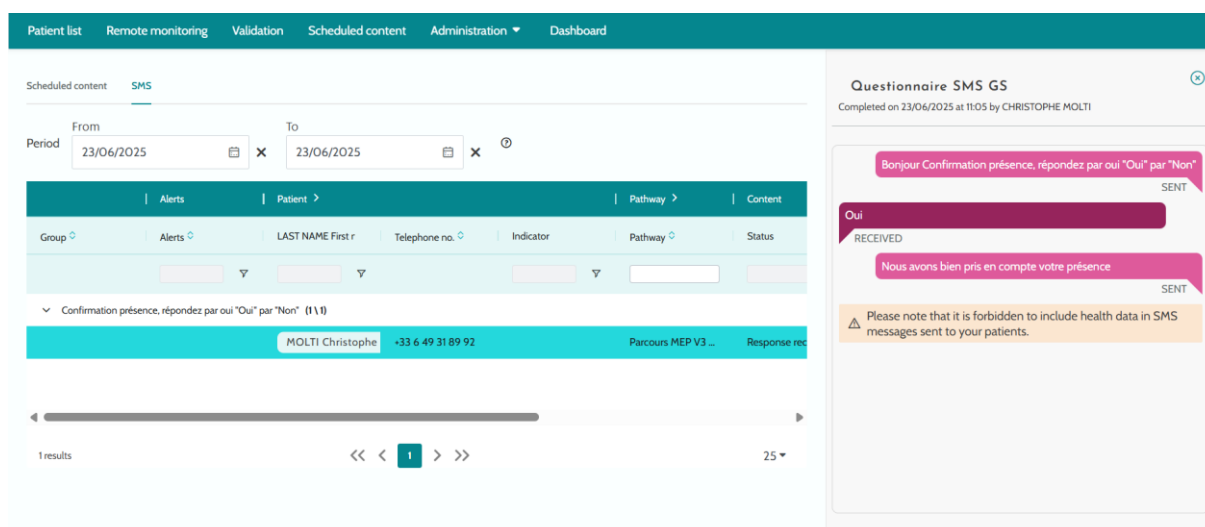 Patient list Remote monitoring Validation Scheduled content Administration Dashboard
Scheduled content SMS
From To
Period 23/06/2025 23/06/2025
Alerts Patient Pathway Content
Group Alerts LAST NAME First r Telephone no. Indicator Pathway Status
Confirmation présence, répondez par oui "Oui" par "Non" (1 \ 1)
MOLTI Christophe +33 6 49 31 89 92 Parcours MEP V3 ... Response rec
1 results 1 25
Questionnaire SMS GS
Completed on 23/06/2025 at 11:05 by CHRISTOPHE MOLTI
Bonjour Confirmation présence, répondez par oui "Oui" par "Non"
SENT
Oui
RECEIVED
Nous avons bien pris en compte votre présence
SENT
Please note that it is forbidden to include health data in SMS
messages sent to your patients.